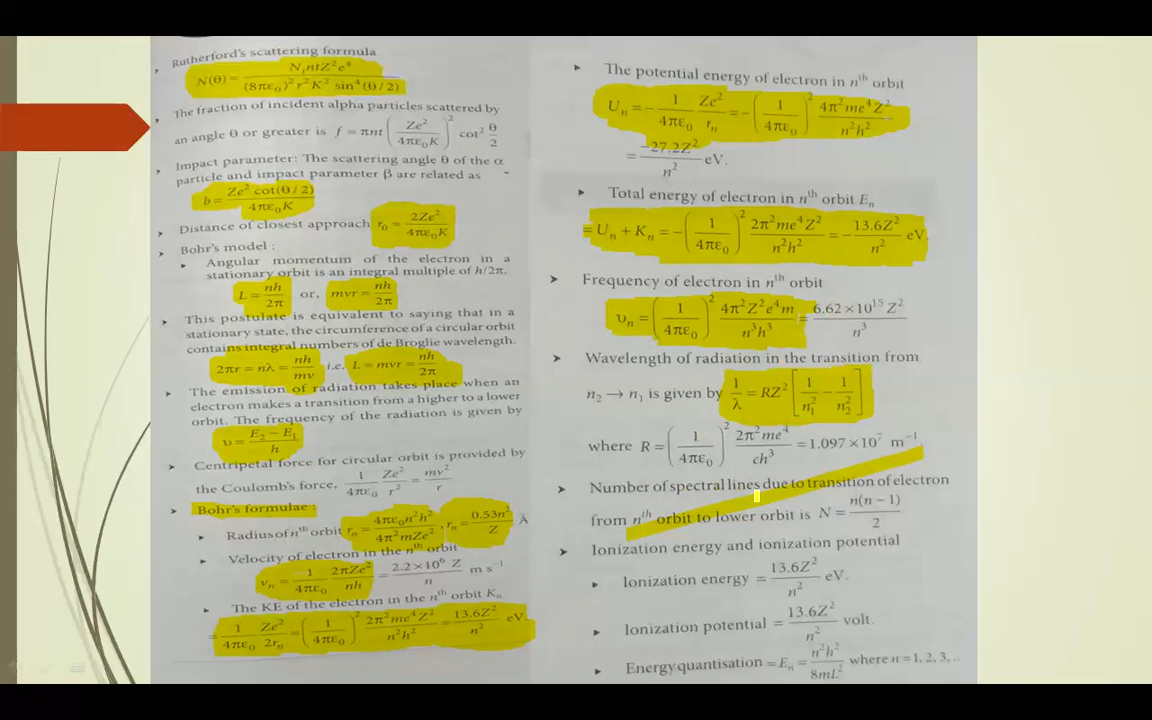 Rutherford's scattering formula
N(θ) = N_i ntZ²e⁴ / (8πε₀)² r² K² sin⁴(θ/2)
The fraction of incident alpha particles scattered by
an angle θ or greater is f = πnt (Ze² / 4πε₀K)² cot² θ/2
Impact parameter: The scattering angle θ of the α
particle and impact parameter β are related as
b = Ze² cot(θ/2) / 4πε₀K
Distance of closest approach r₀ = 2Ze² / 4πε₀K
Bohr's model :
Angular momentum of the electron in a
stationary orbit is an integral multiple of h/2π.
L = nh/2π or, mvr = nh/2π
This postulate is equivalent to saying that in a
stationary state, the circumference of a circular orbit
contains integral numbers of de Broglie wavelength.
2πr = nλ = nh/mv i.e. L = mvr = nh/2π
The emission of radiation takes place when an
electron makes a transition from a higher to a lower
orbit. The frequency of the radiation is given by
υ = E₂ − E₁ / h
Centripetal force for circular orbit is provided by
the Coulomb's force, 1/4πε₀ Ze²/r² = mv²/r
Bohr's formulae :
Radius of nth orbit rₙ = 4πε₀n²h² / 4π²mZe², rₙ = 0.53n²/Z Å
Velocity of electron in the nth orbit
vₙ = 1/4πε₀ 2πZe²/nh = 2.2×10⁶ Z / n m s⁻¹
The KE of the electron in the nth orbit Kₙ
= 1/4πε₀ Ze²/2rₙ = (1/4πε₀)² 2π²me⁴Z²/n²h² = 13.6Z²/n² eV
The potential energy of electron in nth orbit
Uₙ = − 1/4πε₀ Ze²/rₙ = −(1/4πε₀)² 4π²me⁴Z²/n²h²
= −27.2Z²/n² eV.
Total energy of electron in nth orbit Eₙ
= Uₙ + Kₙ = −(1/4πε₀)² 2π²me⁴Z²/n²h² = −13.6Z²/n² eV.
Frequency of electron in nth orbit
υₙ = (1/4πε₀)² 4π²Z²e⁴m/n³h³ = 6.62×10¹⁵ Z²/n³
Wavelength of radiation in the transition from
n₂ → n₁ is given by 1/λ = RZ² [1/n₁² − 1/n₂²]
where R = (1/4πε₀)² 2π²me⁴/ch³ = 1.097×10⁷ m⁻¹
Number of spectral lines due to transition of electron
from nth orbit to lower orbit is N = n(n−1)/2
Ionization energy and ionization potential
Ionization energy = 13.6Z²/n² eV.
Ionization potential = 13.6Z²/n² volt.
Energy quantisation = Eₙ = n²h²/8mL² where n = 1, 2, 3, ..